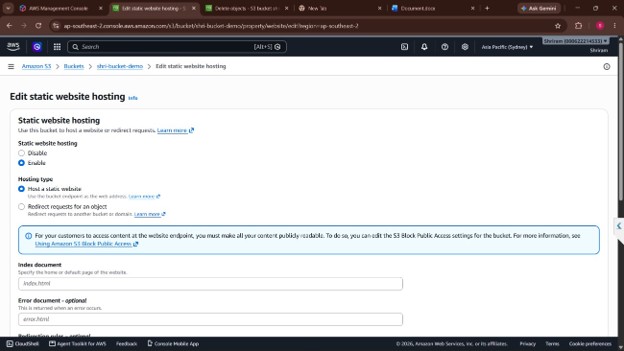 AWS Management Console
Edit static website hosting - S
Delete objects - S3 bucket
New Tab
Document.docx
Ask Gemini
ap-southeast-2.console.aws.amazon.com/s3/bucket/shri-bucket-demo/property/website/edit?region=ap-southeast-2
aws
Search
[Alt+S]
Asia Pacific (Sydney)
Shriram
Amazon S3
Buckets
shri-bucket-demo
Edit static website hosting
Edit static website hosting Info
Static website hosting
Use this bucket to host a website or redirect requests. Learn more
Static website hosting
Disable
Enable
Hosting type
Host a static website
Use the bucket endpoint as the web address. Learn more
Redirect requests for an object
Redirect requests to another bucket or domain. Learn more
For your customers to access content at the website endpoint, you must make all your content publicly readable. To do so, you can edit the S3 Block Public Access settings for the bucket. For more information, see
Using Amazon S3 Block Public Access
Index document
Specify the home or default page of the website.
index.html
Error document - optional
This is returned when an error occurs.
error.html
Redirection rules - optional
CloudShell
Agent Toolkit for AWS
Feedback
Console Mobile App
© 2026, Amazon Web Services, Inc. or its affiliates.
Privacy
Terms
Cookie preferences